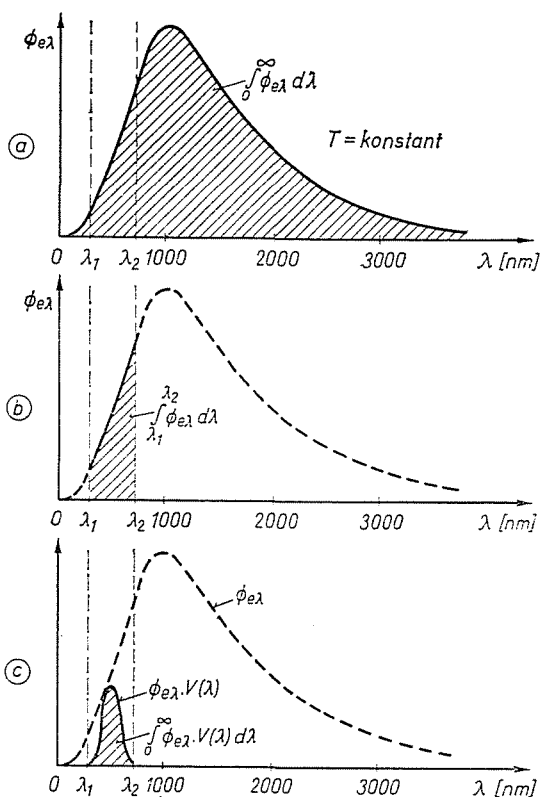 ϕeλ
∫₀^∞ ϕeλ dλ
T = konstant
a
0 λ1 λ2 1000 2000 3000 λ [nm]
ϕeλ
∫λ1^λ2 ϕeλ dλ
b
0 λ1 λ2 1000 2000 3000 λ [nm]
ϕeλ
c
ϕeλ.V(λ)
∫₀^∞ ϕeλ.V(λ) dλ
0 λ1 λ2 1000 2000 3000 λ [nm]